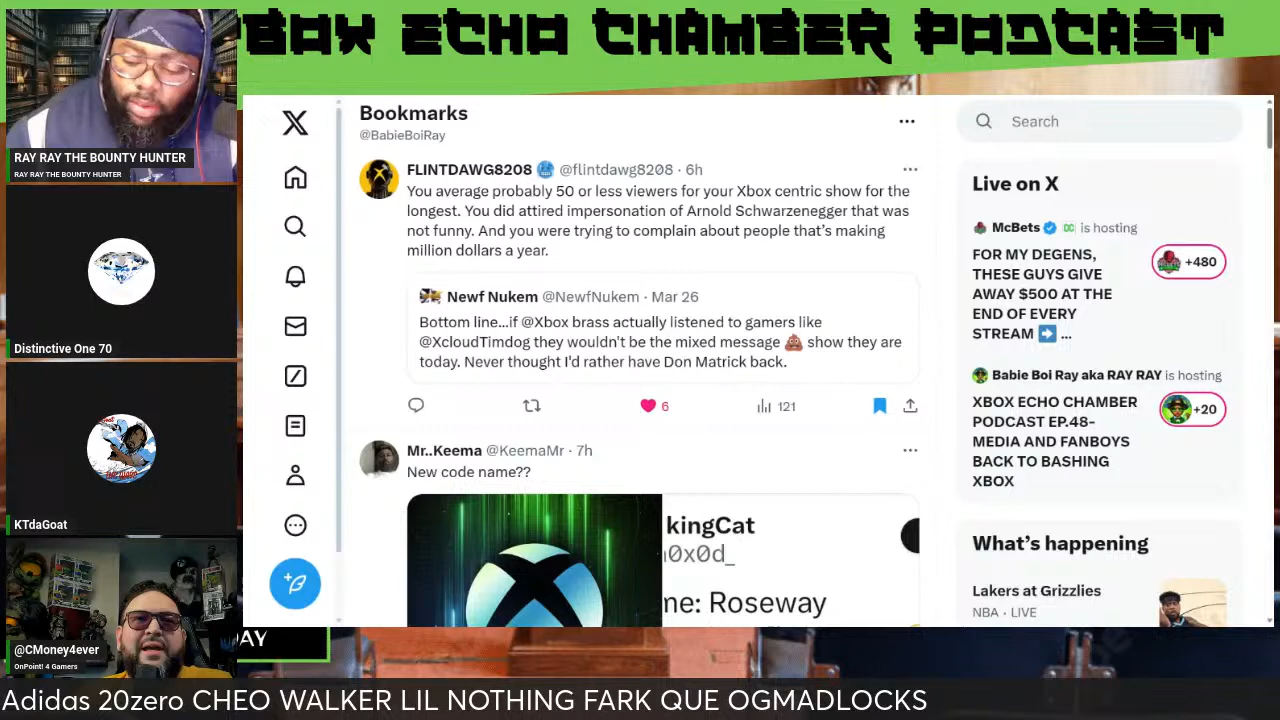 BOX ECHO CHAMBER PODCAST
RAY RAY THE BOUNTY HUNTER
RAY RAY THE BOUNTY HUNTER
Distinctive One 70
KTdaGoat
@CMoney4ever
OnPoint! 4 Gamers
Bookmarks
@BabieBoiRay
FLINTDAWG8208 @flintdawg8208 · 6h
You average probably 50 or less viewers for your Xbox centric show for the
longest. You did attired impersonation of Arnold Schwarzenegger that was
not funny. And you were trying to complain about people that's making
million dollars a year.
Newf Nukem @NewfNukem · Mar 26
Bottom line...if @Xbox brass actually listened to gamers like
@XcloudTimdog they wouldn't be the mixed message 💩 show they are
today. Never thought I'd rather have Don Matrick back.
6
121
Mr..Keema @KeemaMr · 7h
New code name??
kingCat
0x0d_
me: Roseway
Search
Live on X
McBets is hosting
FOR MY DEGENS,
THESE GUYS GIVE
AWAY $500 AT THE
END OF EVERY
STREAM ➡️ ...
+480
Babie Boi Ray aka RAY RAY is hosting
XBOX ECHO CHAMBER
PODCAST EP.48-
MEDIA AND FANBOYS
BACK TO BASHING
XBOX
+20
What's happening
Lakers at Grizzlies
NBA · LIVE
AY
Adidas 20zero CHEO WALKER LIL NOTHING FARK QUE OGMADLOCKS